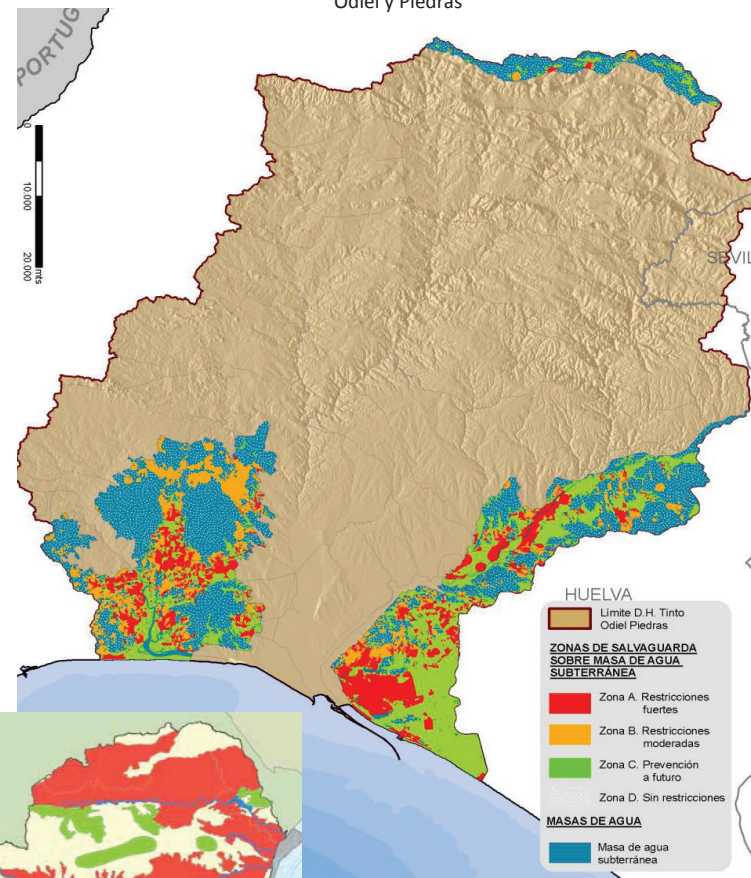 Odiel y Piedras
PORTUG
0
10.000
20.000
mts
SEVIL
HUELVA
Límite D.H. Tinto
Odiel Piedras
ZONAS DE SALVAGUARDA
SOBRE MASA DE AGUA
SUBTERRÁNEA
Zona A. Restricciones
fuertes
Zona B. Restricciones
moderadas
Zona C. Prevención
a futuro
Zona D. Sin restricciones
MASAS DE AGUA
Masa de agua
subterránea